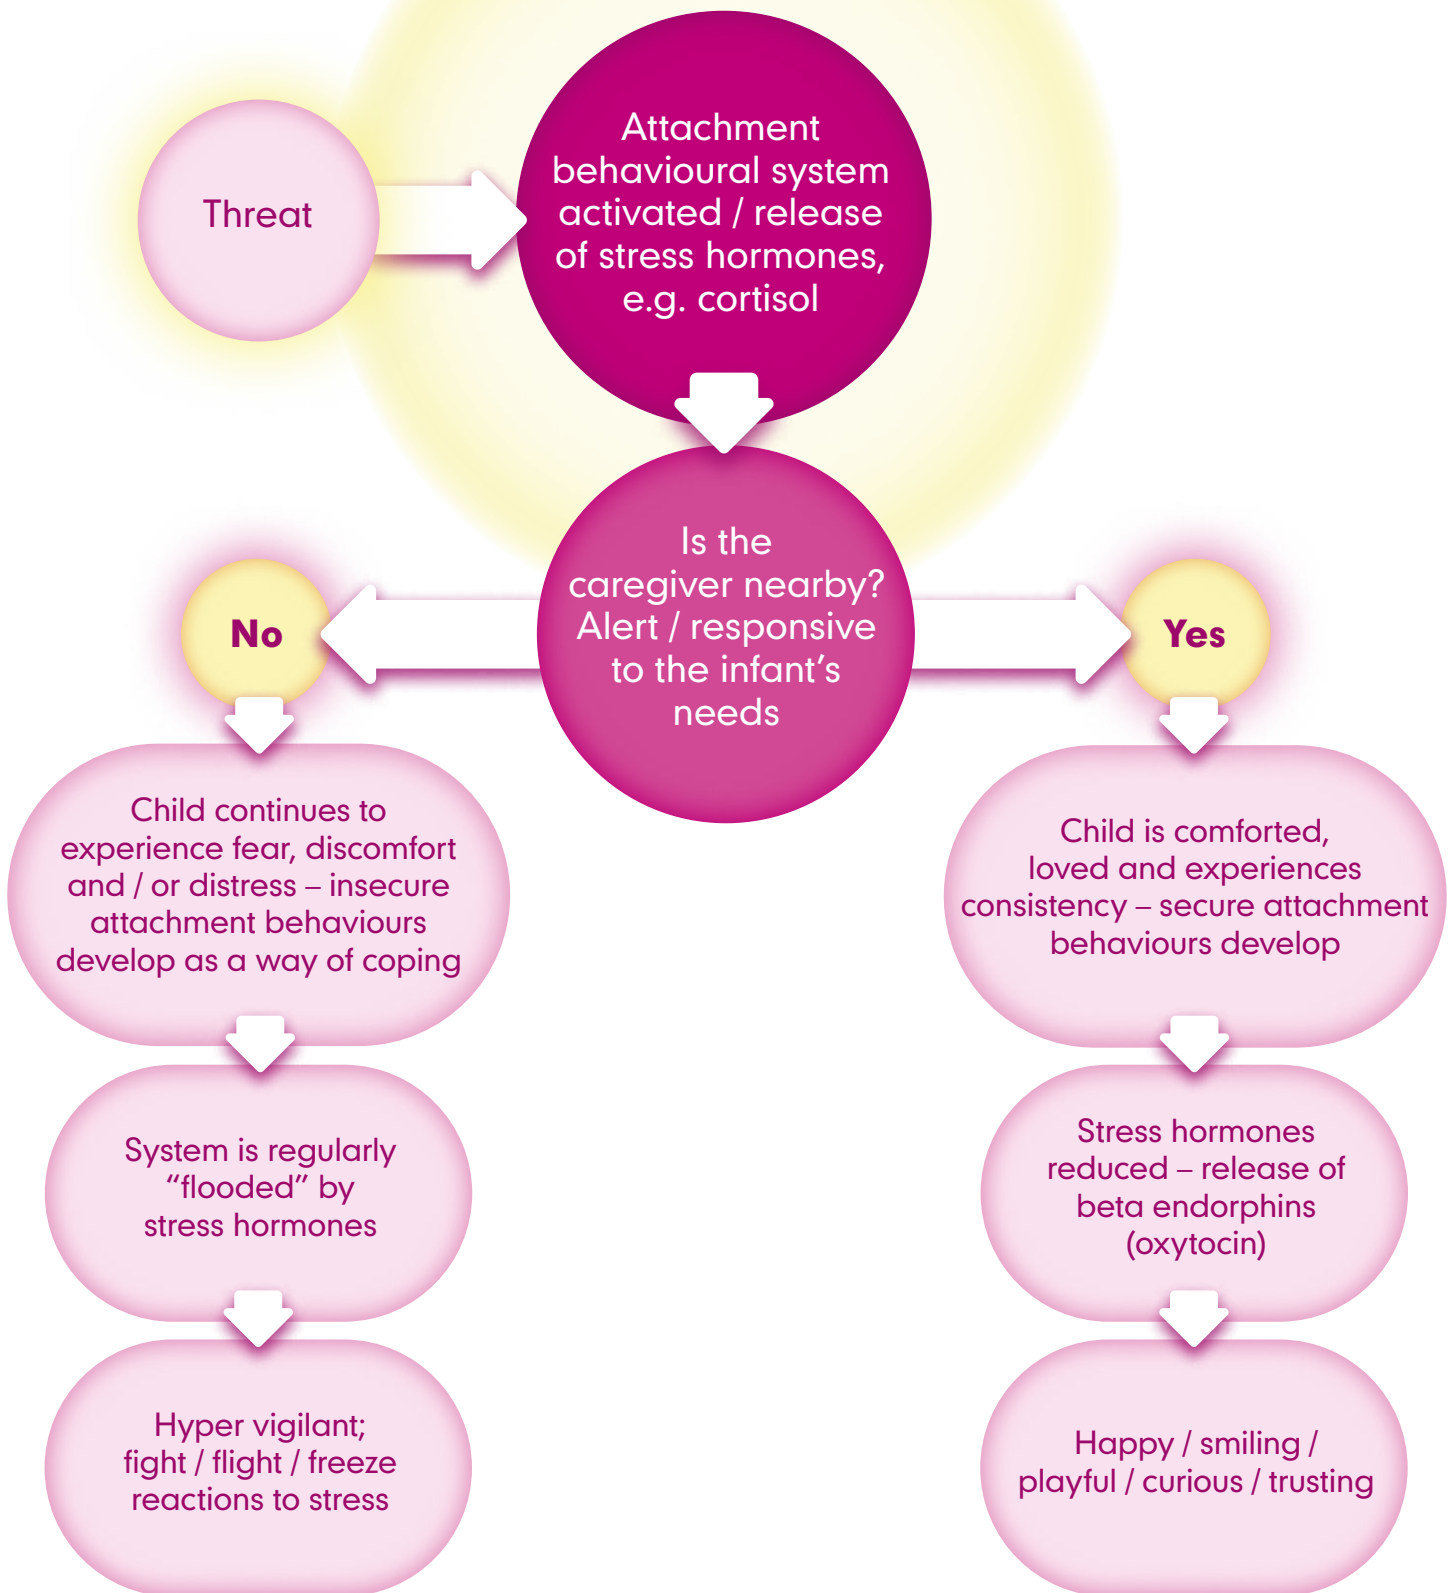 Threat
Attachment
behavioural system
activated / release
of stress hormones,
e.g. cortisol
Is the
caregiver nearby?
Alert / responsive
to the infant’s
needs
No
Yes
Child continues to
experience fear, discomfort
and / or distress – insecure
attachment behaviours
develop as a way of coping
System is regularly
“flooded” by
stress hormones
Hyper vigilant;
fight / flight / freeze
reactions to stress
Child is comforted,
loved and experiences
consistency – secure attachment
behaviours develop
Stress hormones
reduced – release of
beta endorphins
(oxytocin)
Happy / smiling /
playful / curious / trusting